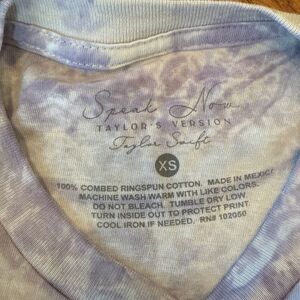 Speak Now
TAYLOR'S VERSION
Taylor Swift
XS
100% COMBED RINGSPUN COTTON. MADE IN MEXICO
MACHINE WASH WARM WITH LIKE COLORS.
DO NOT BLEACH. TUMBLE DRY LOW
TURN INSIDE OUT TO PROTECT PRINT.
COOL IRON IF NEEDED. RN# 102050